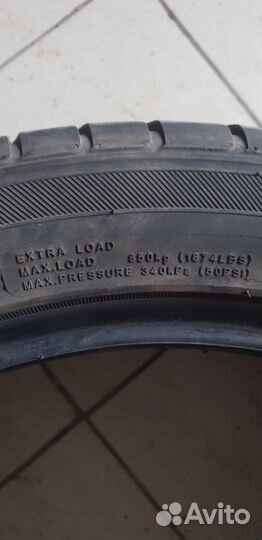 EXTRA LOAD
MAX.LOAD 850kg (1874LBS)
MAX.PRESSURE 340KPa (50PSI)
Avito